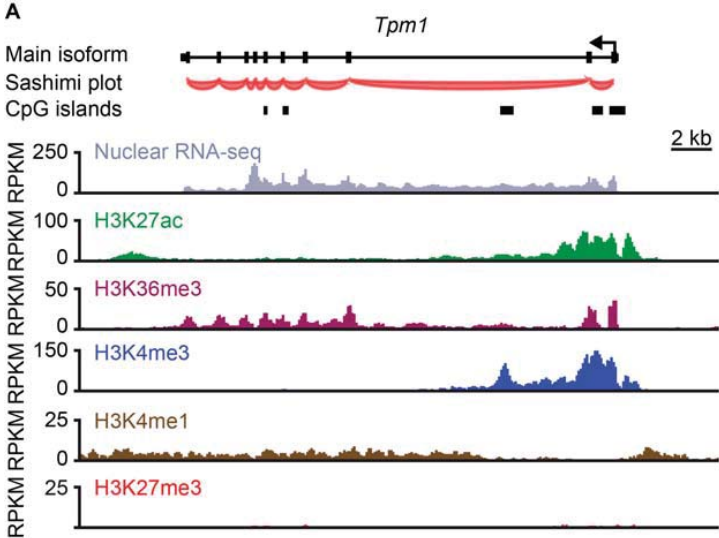 A
Tpm1
Main isoform
Sashimi plot
CpG islands
2 kb
Nuclear RNA-seq
250
0
RPKM
H3K27ac
100
0
RPKM
H3K36me3
50
0
RPKM
H3K4me3
150
0
RPKM
H3K4me1
25
0
RPKM
H3K27me3
25
RPKM